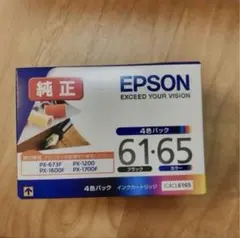 純正
EPSON
EXCEED YOUR VISION
4色パック
61・65
ブラック
カラー
PX-673F PX-1200
PX-1600F PX-1700F
4色パック インクカートリッジ IC4CL6165